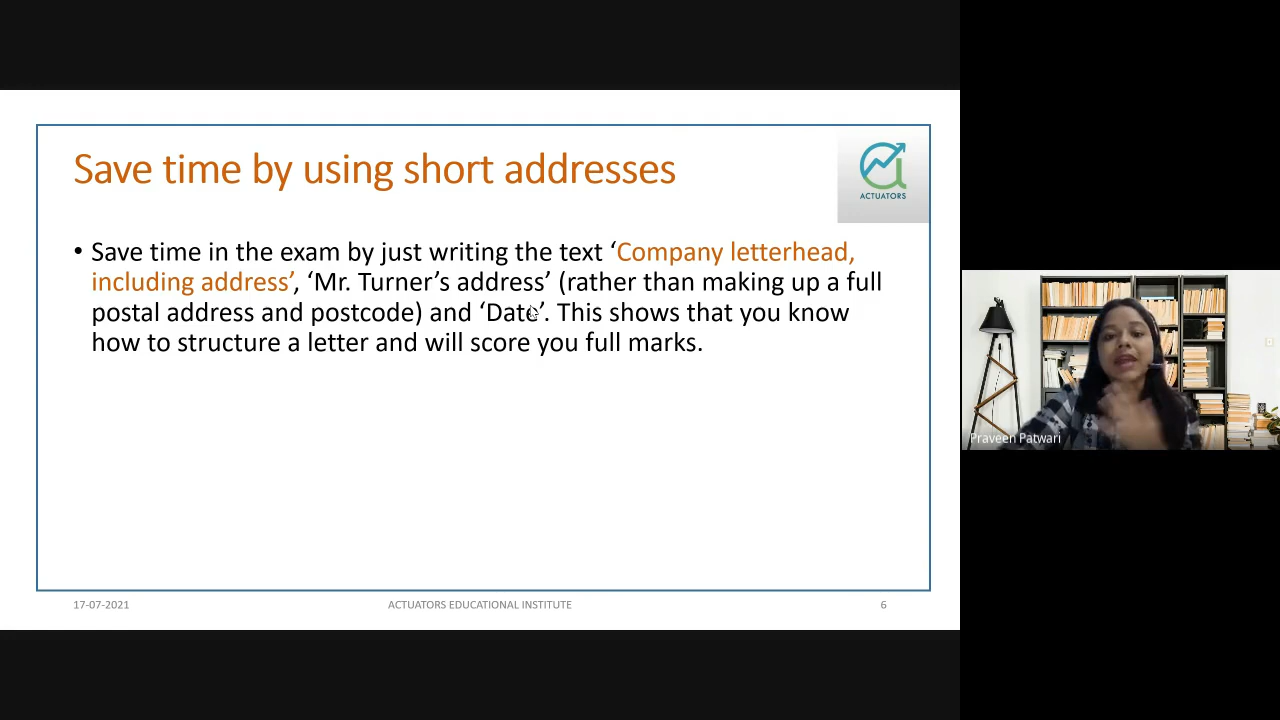 Save time by using short addresses
ACTUATORS
• Save time in the exam by just writing the text ‘Company letterhead,
including address’, ‘Mr. Turner’s address’ (rather than making up a full
postal address and postcode) and ‘Date’. This shows that you know
how to structure a letter and will score you full marks.
Praveen Patwari
17-07-2021
ACTUATORS EDUCATIONAL INSTITUTE
6